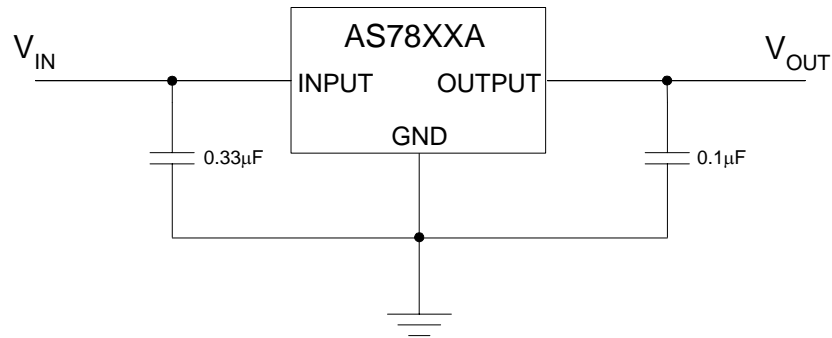 AS78XXA
V_IN
V_OUT
INPUT
OUTPUT
GND
0.33μF
0.1μF